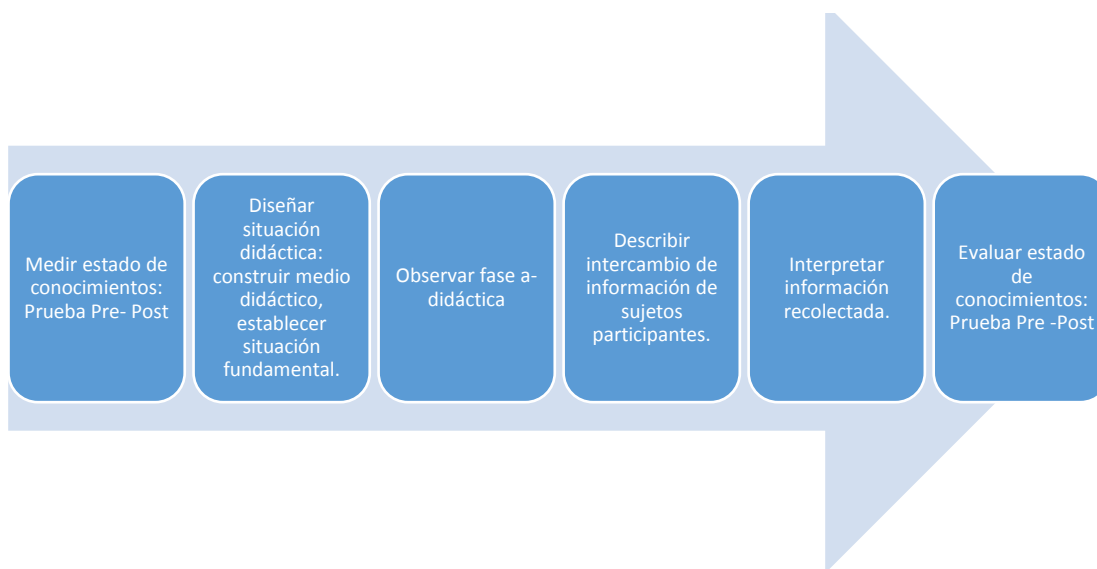 Medir estado de
conocimientos:
Prueba Pre- Post
Diseñar
situación
didáctica:
construir medio
didáctico,
establecer
situación
fundamental.
Observar fase a-
didáctica
Describir
intercambio de
información de
sujetos
participantes.
Interpretar
información
recolectada.
Evaluar estado
de
conocimientos:
Prueba Pre -Post